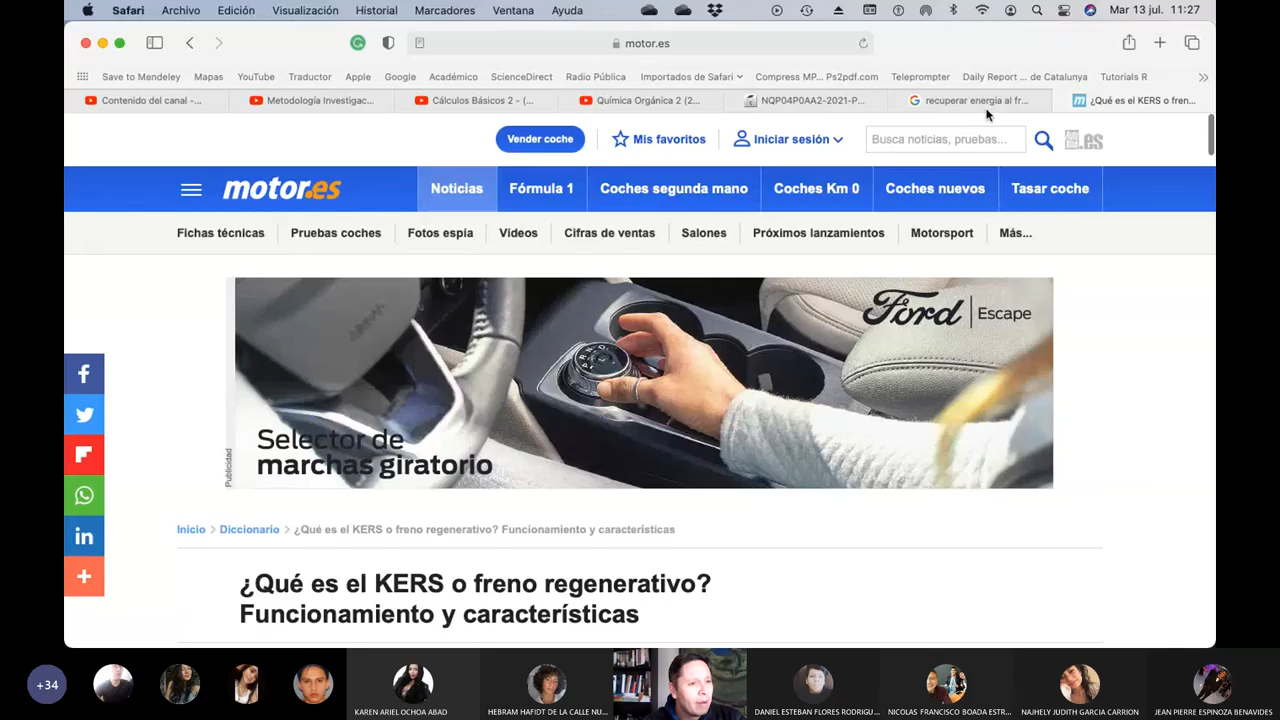 Safari Archivo Edición Visualización Historial Marcadores Ventana Ayuda Mar 13 jul. 11:27
motor.es
Save to Mendeley Mapas YouTube Traductor Apple Google Académico ScienceDirect Radio Pública Importados de Safari Compress MP... Ps2pdf.com Teleprompter Daily Report ... de Catalunya Tutorials R
Contenido del canal -... Metodología Investigac... Cálculos Básicos 2 - (... Química Orgánica 2 (2... NQP04P0AA2-2021-P... recuperar energia al fr... ¿Qué es el KERS o fren...
Vender coche Mis favoritos Iniciar sesión Busca noticias, pruebas... .es
motor.es Noticias Fórmula 1 Coches segunda mano Coches Km 0 Coches nuevos Tasar coche
Fichas técnicas Pruebas coches Fotos espía Vídeos Cifras de ventas Salones Próximos lanzamientos Motorsport Más...
Ford Escape
Selector de
marchas giratorio
Publicidad
Inicio > Diccionario > ¿Qué es el KERS o freno regenerativo? Funcionamiento y características
¿Qué es el KERS o freno regenerativo?
Funcionamiento y características
+34
KAREN ARIEL OCHOA ABAD HEBRAM HAFIDT DE LA CALLE NU... DANIEL ESTEBAN FLORES RODRIGU... NICOLAS FRANCISCO BOADA ESTR... NAJHELY JUDITH GARCIA CARRION JEAN PIERRE ESPINOZA BENAVIDES